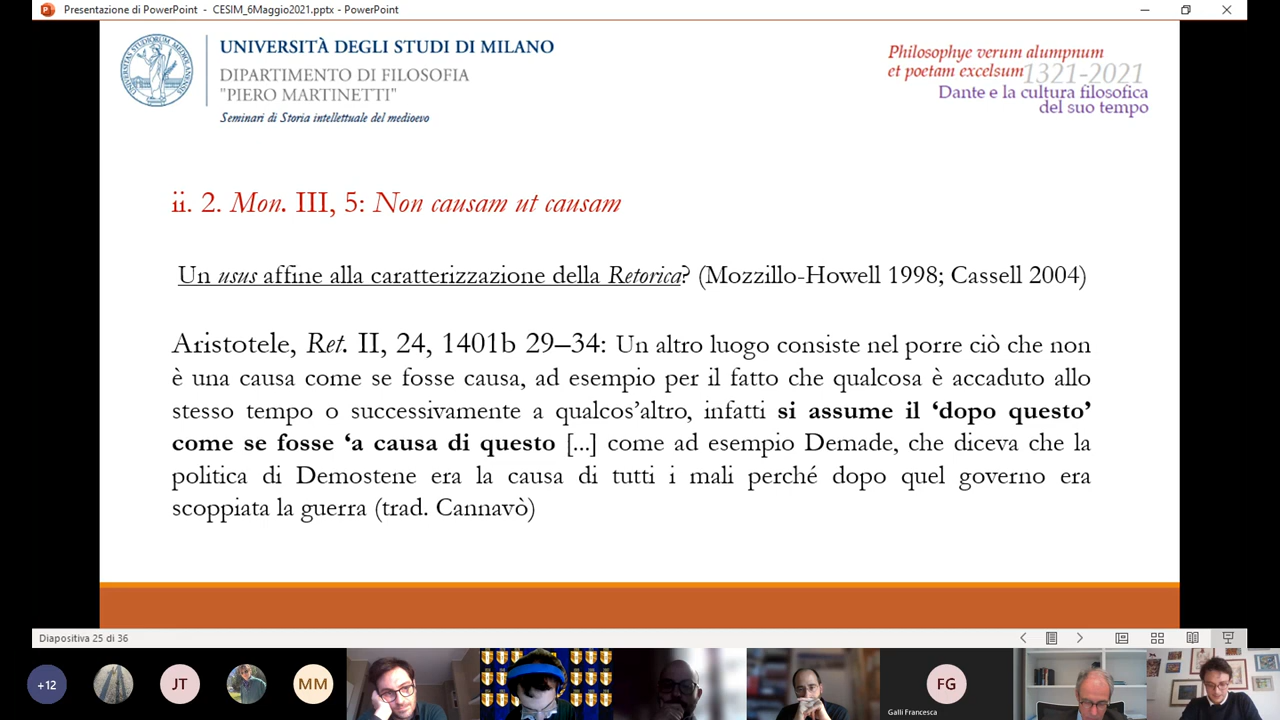 Presentazione di PowerPoint - CESIM_6Maggio2021.pptx - PowerPoint
UNIVERSITÀ DEGLI STUDI DI MILANO
DIPARTIMENTO DI FILOSOFIA
"PIERO MARTINETTI"
Seminari di Storia intellettuale del medioevo
Philosophye verum alumpnum
et poetam excelsum 1321-2021
Dante e la cultura filosofica
del suo tempo
ii. 2. Mon. III, 5: Non causam ut causam
Un usus affine alla caratterizzazione della Retorica? (Mozzillo-Howell 1998; Cassell 2004)
Aristotele, Ret. II, 24, 1401b 29–34: Un altro luogo consiste nel porre ciò che non
è una causa come se fosse causa, ad esempio per il fatto che qualcosa è accaduto allo
stesso tempo o successivamente a qualcos’altro, infatti si assume il ‘dopo questo’
come se fosse ‘a causa di questo [...] come ad esempio Demade, che diceva che la
politica di Demostene era la causa di tutti i mali perché dopo quel governo era
scoppiata la guerra (trad. Cannavò)
Diapositiva 25 di 36
+12
JT
MM
FG
Galli Francesca